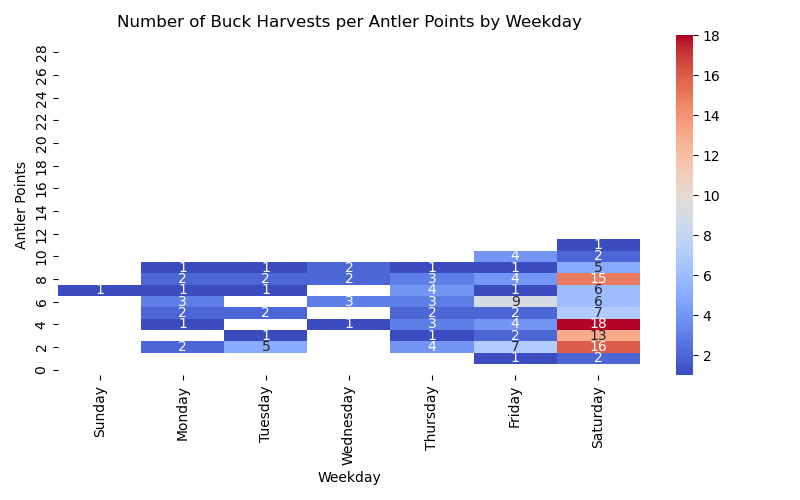 Number of Buck Harvests per Antler Points by Weekday
Antler Points
28
26
24
22
20
18
16
14
12
10
8
6
4
2
0
1
4 2
1 1 2 1 1 5
2 2 2 3 4 15
1 1 1 4 1 6
3 3 3 9 6
2 2 2 2 7
1 1 3 4 18
1 1 2 13
2 5 4 7 16
1 2
Sunday
Monday
Tuesday
Wednesday
Thursday
Friday
Saturday
Weekday
18
16
14
12
10
8
6
4
2